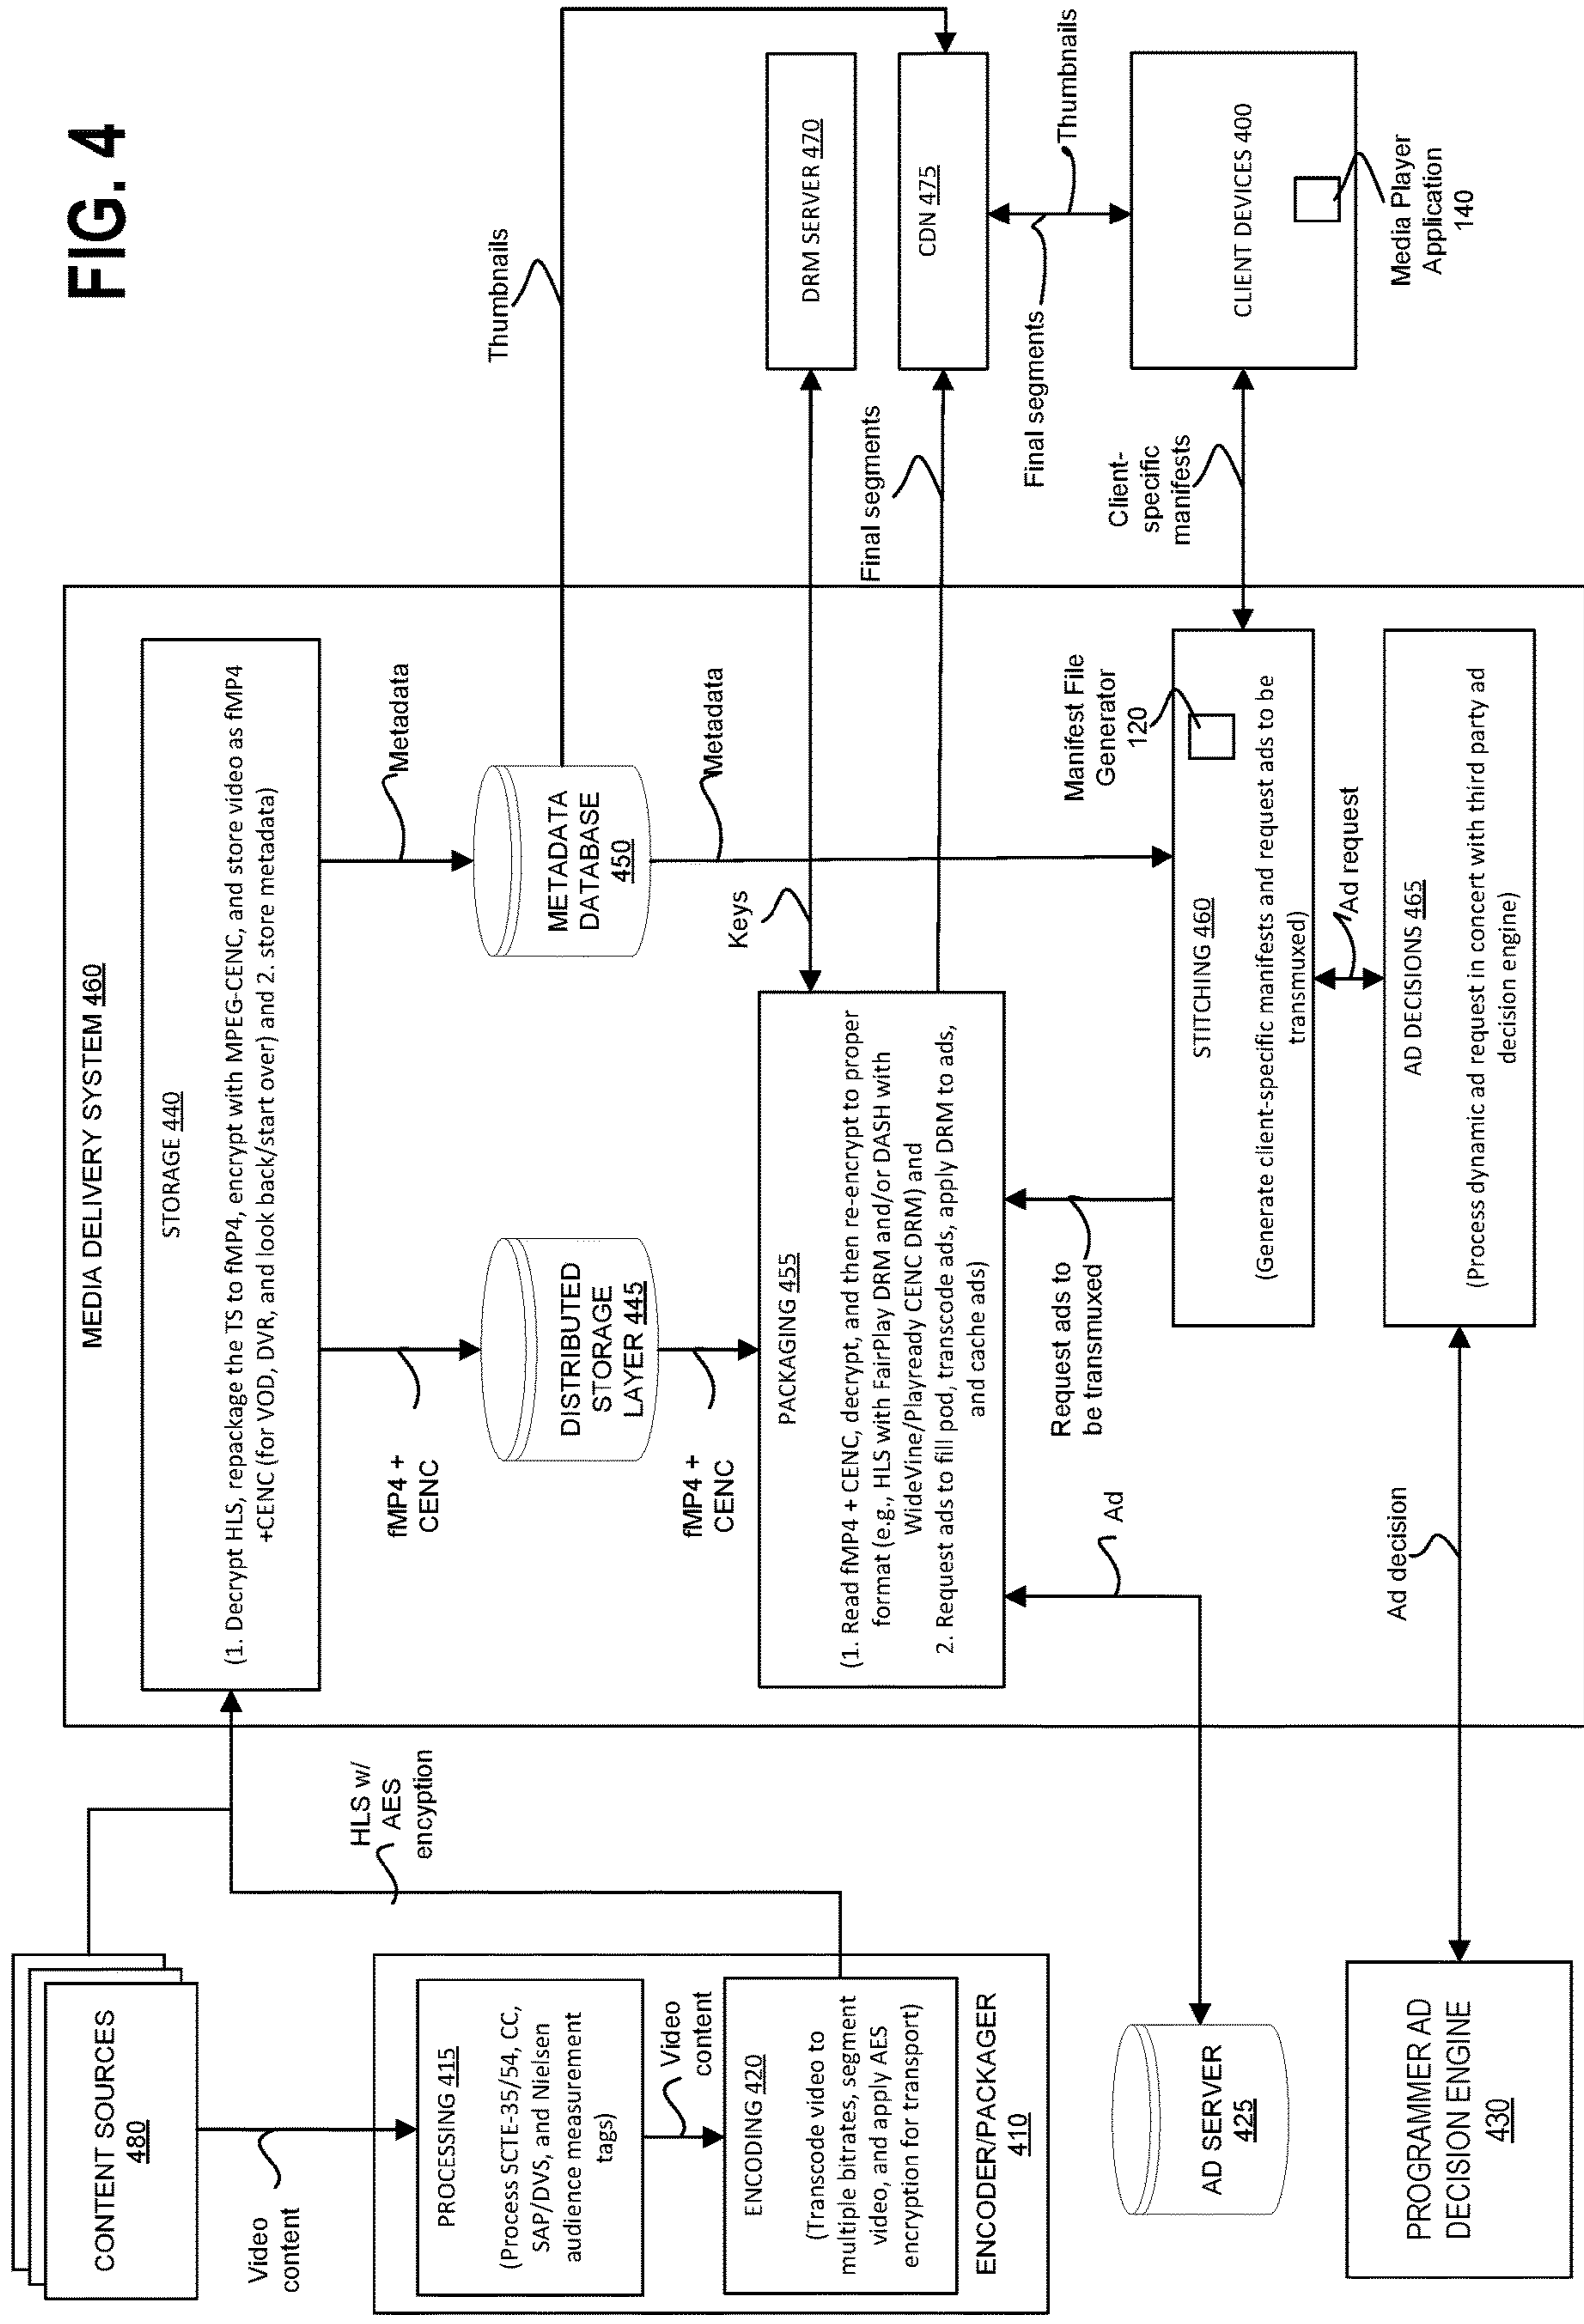 FIG. 4
CONTENT SOURCES
480
Video
content
PROCESSING 415
(Process SCTE-35/54, CC,
SAP/DVS, and Nielsen
audience measurement
tags)
Video
content
ENCODING 420
(Transcode video to
multiple bitrates, segment
video, and apply AES
encryption for transport)
ENCODER/PACKAGER
410
HLS w/
AES
encyption
AD SERVER
425
PROGRAMMER AD
DECISION ENGINE
430
MEDIA DELIVERY SYSTEM 460
STORAGE 440
(1. Decrypt HLS, repackage the TS to fMP4, encrypt with MPEG-CENC, and store video as fMP4
+CENC (for VOD, DVR, and look back/start over) and 2. store metadata)
fMP4 +
CENC
Metadata
DISTRIBUTED
STORAGE
LAYER 445
METADATA
DATABASE
450
fMP4 +
CENC
Metadata
Keys
PACKAGING 455
(1. Read fMP4 + CENC, decrypt, and then re-encrypt to proper
format (e.g., HLS with FairPlay DRM and/or DASH with
WideVine/Playready CENC DRM) and
2. Request ads to fill pod, transcode ads, apply DRM to ads,
and cache ads)
Ad
Request ads to
be transmuxed
Manifest File
Generator
120
STITCHING 460
(Generate client-specific manifests and request ads to be
transmuxed)
Ad request
AD DECISIONS 465
(Process dynamic ad request in concert with third party ad
decision engine)
Ad decision
Thumbnails
DRM SERVER 470
Final segments
CDN 475
Final segments
Thumbnails
Client-
specific
manifests
CLIENT DEVICES 400
Media Player
Application
140